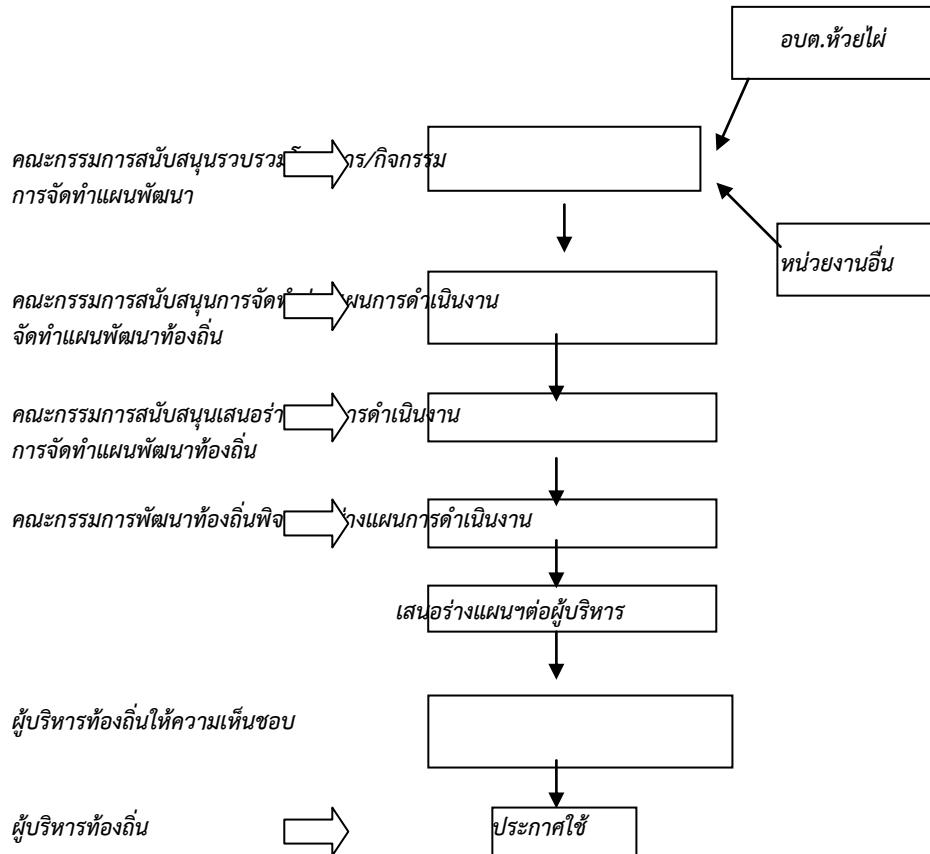 อบต.ห้วยไผ่
คณะกรรมการสนับสนุนรวบรวม /กิจกรรม
การจัดทำแผนพัฒนา
หน่วยงานอื่น
คณะกรรมการสนับสนุนการจัดทำ แผนการดำเนินงาน
จัดทำแผนพัฒนาท้องถิ่น
คณะกรรมการสนับสนุนเสนอร่าง การดำเนินงาน
การจัดทำแผนพัฒนาท้องถิ่น
คณะกรรมการพัฒนาท้องถิ่น ร่างแผนการดำเนินงาน
เสนอร่างแผนฯต่อผู้บริหาร
ผู้บริหารท้องถิ่นให้ความเห็นชอบ
ผู้บริหารท้องถิ่น ประกาศใช้